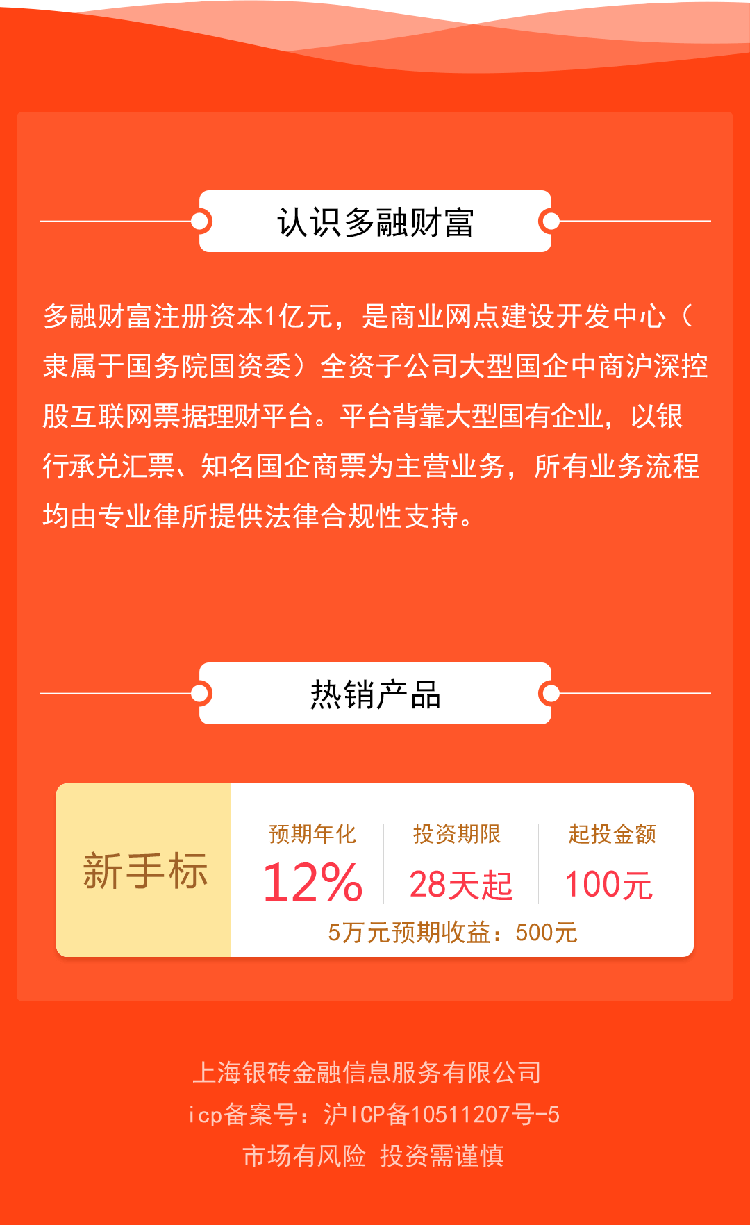 认识多融财富
多融财富注册资本1亿元，是商业网点建设开发中心（
隶属于国务院国资委）全资子公司大型国企中商沪深控
股互联网票据理财平台。平台背靠大型国有企业，以银
行承兑汇票、知名国企商票为主营业务，所有业务流程
均由专业律所提供法律合规性支持。
热销产品
新手标
预期年化 投资期限 起投金额
12% 28天起 100元
5万元预期收益：500元
上海银砖金融信息服务有限公司
icp备案号：沪ICP备10511207号-5
市场有风险 投资需谨慎